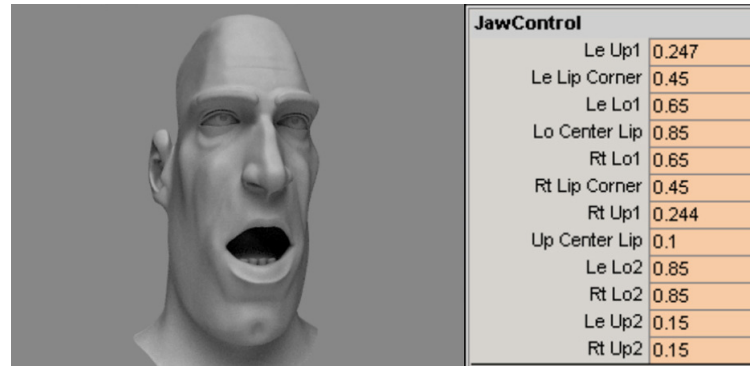 JawControl
Le Up1 0.247
Le Lip Corner 0.45
Le Lo1 0.65
Lo Center Lip 0.85
Rt Lo1 0.65
Rt Lip Corner 0.45
Rt Up1 0.244
Up Center Lip 0.1
Le Lo2 0.85
Rt Lo2 0.85
Le Up2 0.15
Rt Up2 0.15